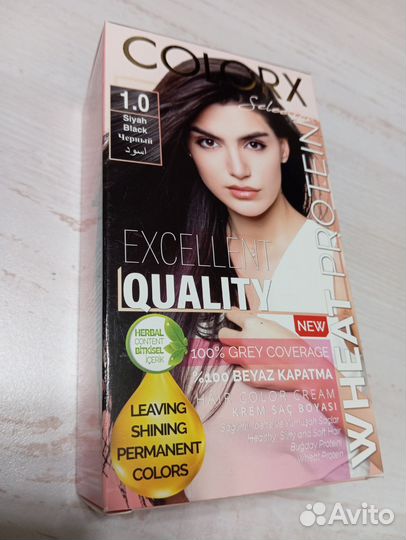 COLORX
Selection
1.0
Siyah
Black
Черный
أسود
WHEAT PROTEIN
EXCELLENT
QUALITY
NEW
HERBAL
CONTENT
BİTKİSEL
İÇERİK
100% GREY COVERAGE
%100 BEYAZ KAPATMA
HAIR COLOR CREAM
KREM SAÇ BOYASI
Healthy, Silky and Soft Hair
Buğday Proteini
Wheat Protein
LEAVING
SHINING
PERMANENT
COLORS
Avito